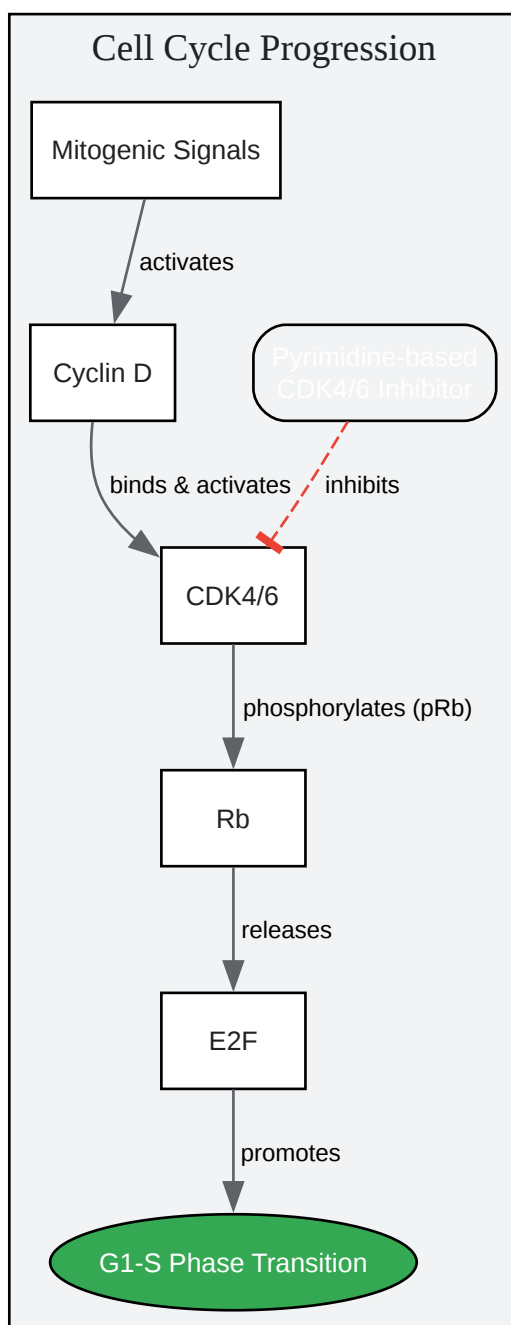 Cell Cycle Progression
Mitogenic Signals
activates
Cyclin D
Pyrimidine-based
CDK4/6 Inhibitor
binds & activates
inhibits
CDK4/6
phosphorylates (pRb)
Rb
releases
E2F
promotes
G1-S Phase Transition